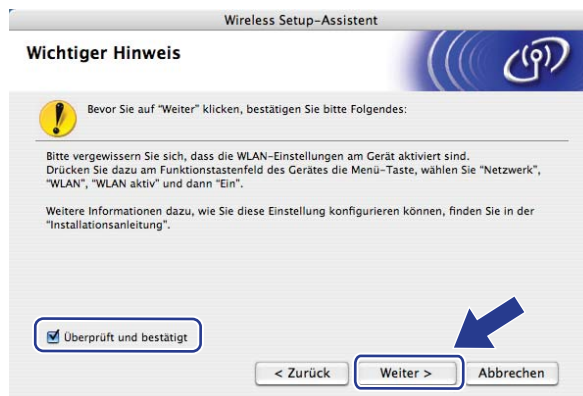 Wireless Setup-Assistent
Wichtiger Hinweis
Bevor Sie auf "Weiter" klicken, bestätigen Sie bitte Folgendes:
Bitte vergewissern Sie sich, dass die WLAN-Einstellungen am Gerät aktiviert sind.
Drücken Sie dazu am Funktionstastenfeld des Gerätes die Menü-Taste, wählen Sie "Netzwerk",
"WLAN", "WLAN aktiv" und dann "Ein".
Weitere Informationen dazu, wie Sie diese Einstellung konfigurieren können, finden Sie in der
"Installationsanleitung".
Überprüft und bestätigt
< Zurück
Weiter >
Abbrechen